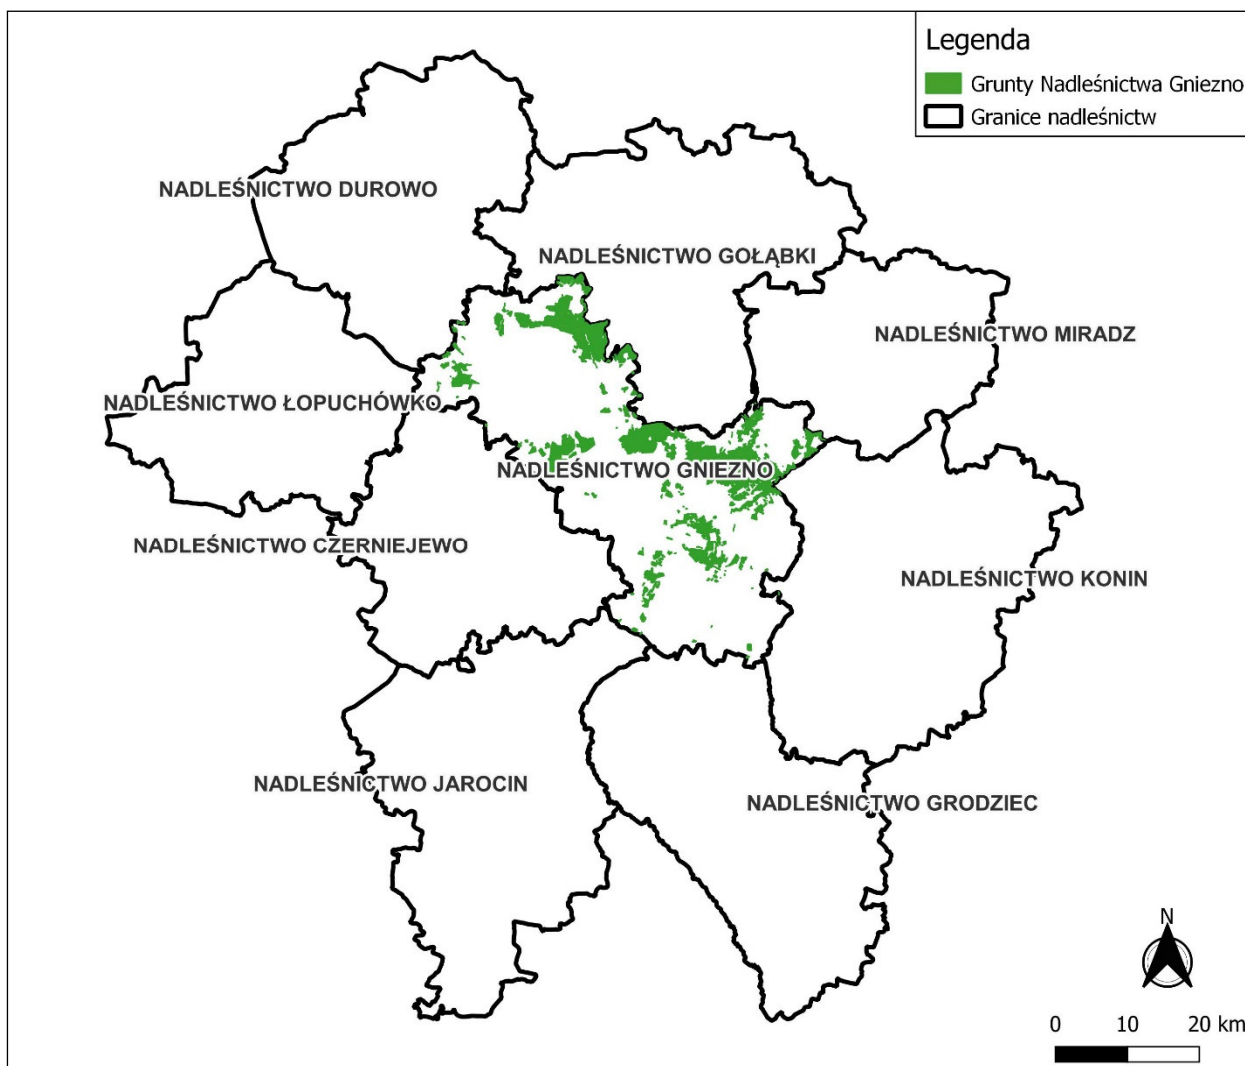 Legenda
Grunty Nadleśnictwa Gniezno
Granice nadleśnictw
NADLEŚNICTWO DUROWO
NADLEŚNICTWO GOŁĄBKI
NADLEŚNICTWO MIRADZ
NADLEŚNICTWO ŁOPUCHÓWKO
NADLEŚNICTWO GNIEZNO
NADLEŚNICTWO CZERNIEJEWO
NADLEŚNICTWO KONIN
NADLEŚNICTWO JAROCIN
NADLEŚNICTWO GRODZIEC
N
0 10 20 km